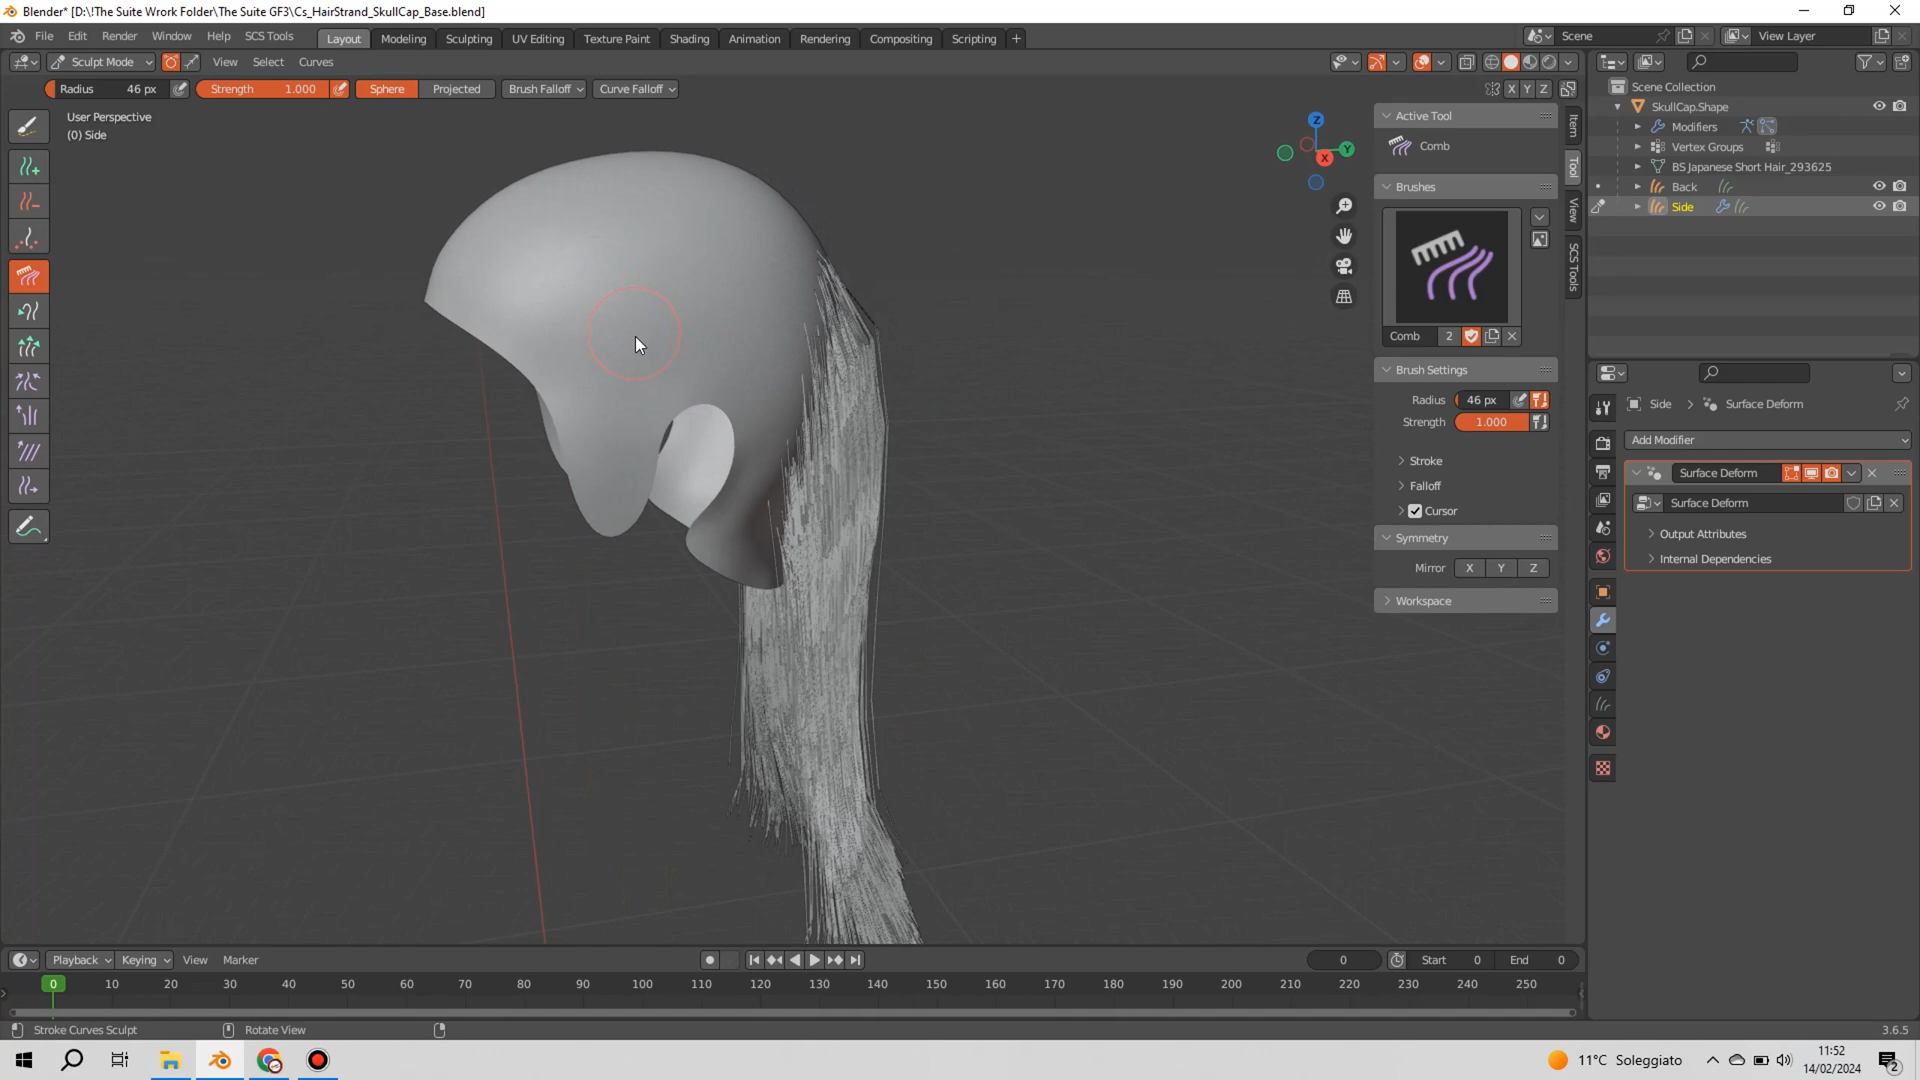 Blender* [D:\!The Suite Wrork Folder\The Suite GF3\Cs_HairStrand_SkullCap_Base.blend]
File Edit Render Window Help SCS Tools Layout Modeling Sculpting UV Editing Texture Paint Shading Animation Rendering Compositing Scripting + Scene View Layer
Sculpt Mode View Select Curves
Radius 46 px Strength 1.000 Sphere Projected Brush Falloff Curve Falloff X Y Z
User Perspective
(0) Side
Z
Y
X
Item
Tool
View
SCS Tools
Active Tool
Comb
Brushes
Comb 2
Brush Settings
Radius 46 px
Strength 1.000
Stroke
Falloff
Cursor
Symmetry
Mirror X Y Z
Workspace
Scene Collection
SkullCap.Shape
Modifiers
Vertex Groups
BS Japanese Short Hair_293625
Back
Side
Side > Surface Deform
Add Modifier
Surface Deform
Surface Deform
Output Attributes
Internal Dependencies
Playback Keying View Marker 0 Start 0 End 0
0 10 20 30 40 50 60 70 80 90 100 110 120 130 140 150 160 170 180 190 200 210 220 230 240 250
Stroke Curves Sculpt Rotate View 3.6.5
11°C Soleggiato 11:52
14/02/2024
2